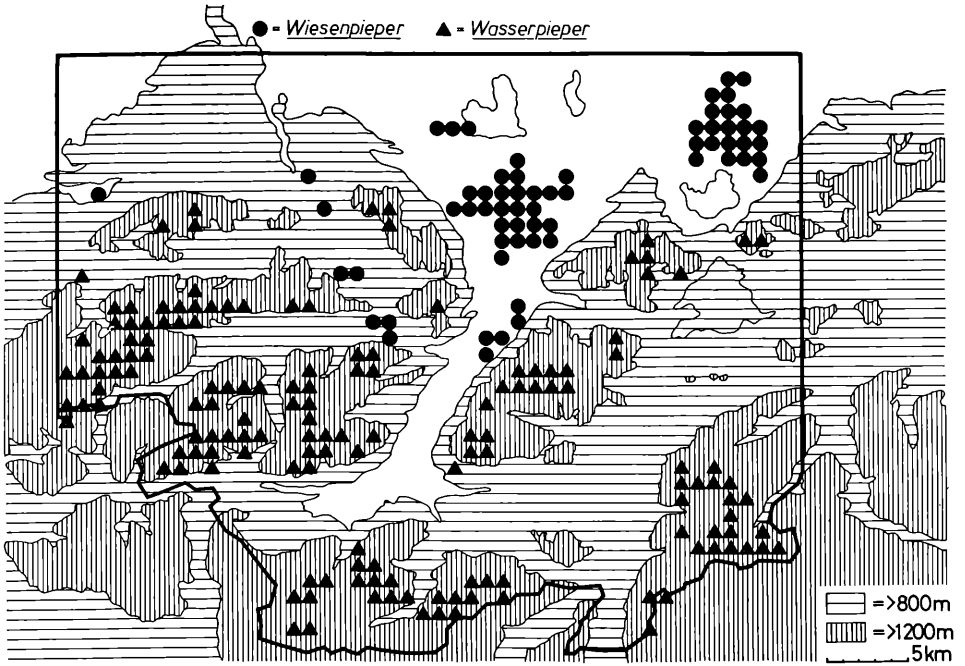 ● = Wiesenpieper ▲ = Wasserpieper
=>800m
=>1200m
5km